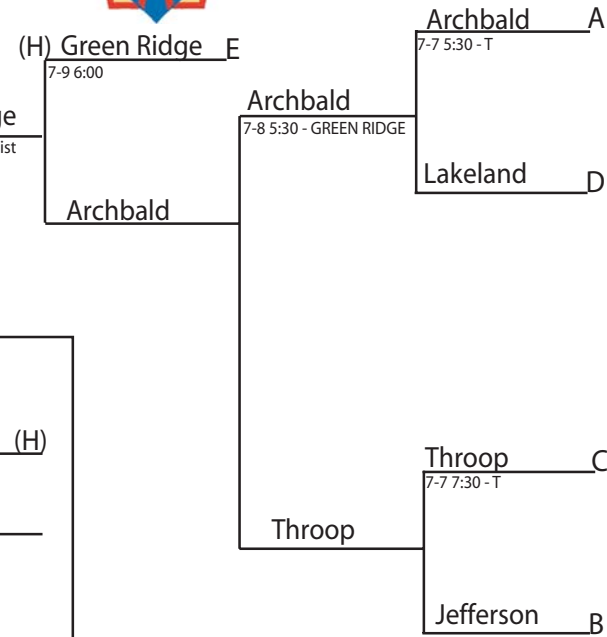 Archbald A
7-7 5:30 - T
(H) Green Ridge E
7-9 6:00
Archbald
7-8 5:30 - GREEN RIDGE
Lakeland D
Archbald
(H)
Throop C
7-7 7:30 - T
Throop
Jefferson B